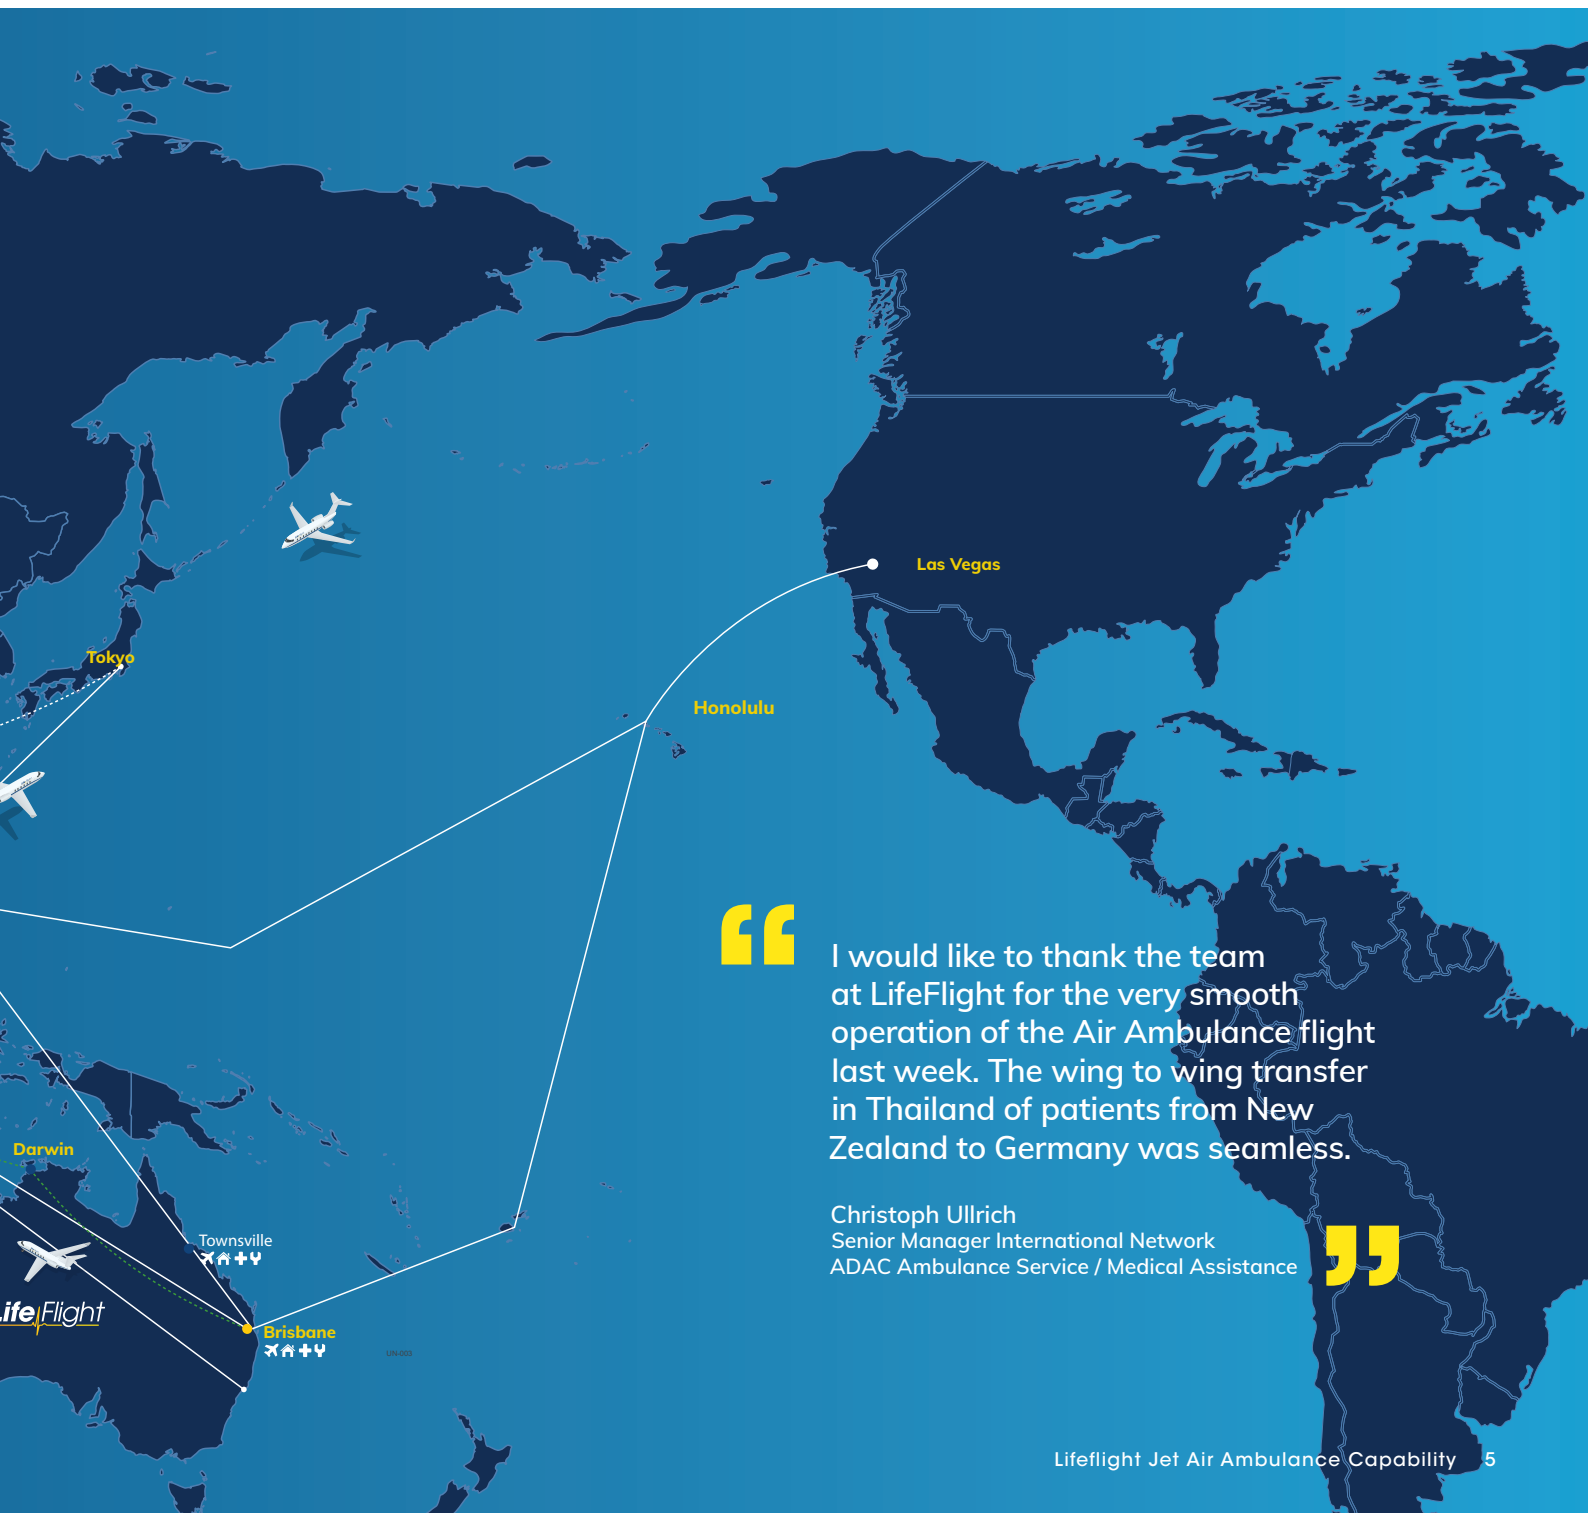 Las Vegas
Tokyo
Honolulu
I would like to thank the team
at LifeFlight for the very smooth
operation of the Air Ambulance flight
last week. The wing to wing transfer
in Thailand of patients from New
Zealand to Germany was seamless.
Darwin
Christoph Ullrich
Senior Manager International Network
ADAC Ambulance Service / Medical Assistance
Townsville
LifeFlight
Brisbane
UN-003
Lifeflight Jet Air Ambulance Capability 5